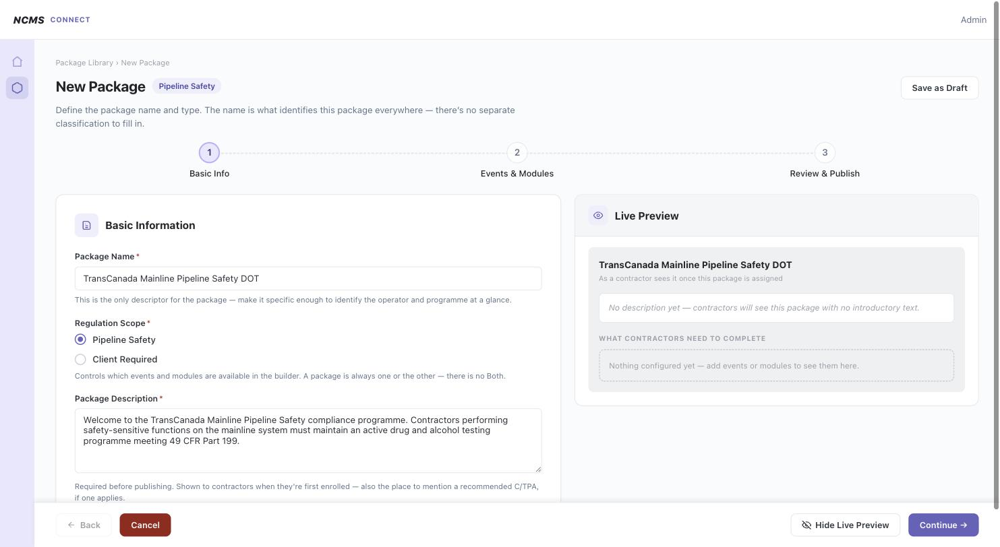 NCMS CONNECT
Admin
Package Library › New Package
New Package
Pipeline Safety
Save as Draft
Define the package name and type. The name is what identifies this package everywhere — there's no separate
classification to fill in.
1
2
3
Basic Info
Events & Modules
Review & Publish
Basic Information
Package Name *
TransCanada Mainline Pipeline Safety DOT
This is the only descriptor for the package — make it specific enough to identify the operator and programme at a glance.
Regulation Scope *
Pipeline Safety
Client Required
Controls which events and modules are available in the builder. A package is always one or the other — there is no Both.
Package Description *
Welcome to the TransCanada Mainline Pipeline Safety compliance programme. Contractors performing
safety-sensitive functions on the mainline system must maintain an active drug and alcohol testing
programme meeting 49 CFR Part 199.
Required before publishing. Shown to contractors when they're first enrolled — also the place to mention a recommended C/TPA,
if one applies.
Live Preview
TransCanada Mainline Pipeline Safety DOT
As a contractor sees it once this package is assigned
No description yet — contractors will see this package with no introductory text.
WHAT CONTRACTORS NEED TO COMPLETE
Nothing configured yet — add events or modules to see them here.
← Back
Cancel
Hide Live Preview
Continue →